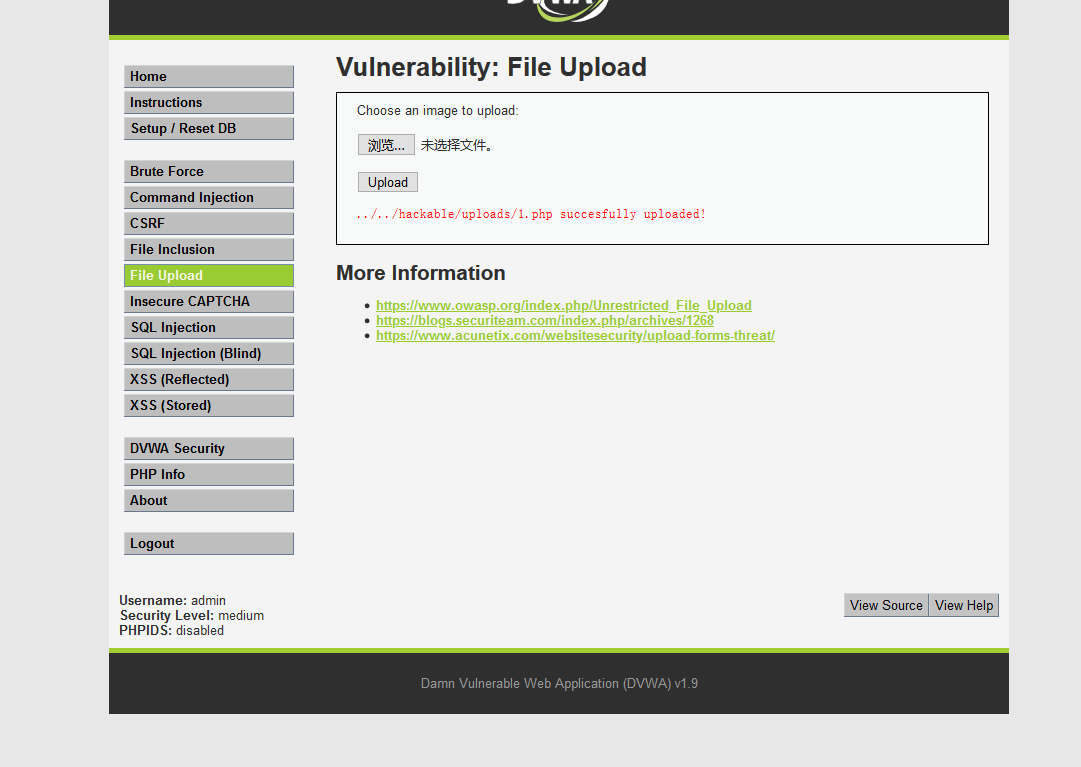 Home
Instructions
Setup / Reset DB
Brute Force
Command Injection
CSRF
File Inclusion
File Upload
Insecure CAPTCHA
SQL Injection
SQL Injection (Blind)
XSS (Reflected)
XSS (Stored)
DVWA Security
PHP Info
About
Logout
Vulnerability: File Upload
Choose an image to upload:
浏览... 未选择文件。
Upload
../../hackable/uploads/1.php succesfully uploaded!
More Information
https://www.owasp.org/index.php/Unrestricted_File_Upload
https://blogs.securiteam.com/index.php/archives/1268
https://www.acunetix.com/websitesecurity/upload-forms-threat/
Username: admin
Security Level: medium
PHPIDS: disabled
View Source View Help
Damn Vulnerable Web Application (DVWA) v1.9